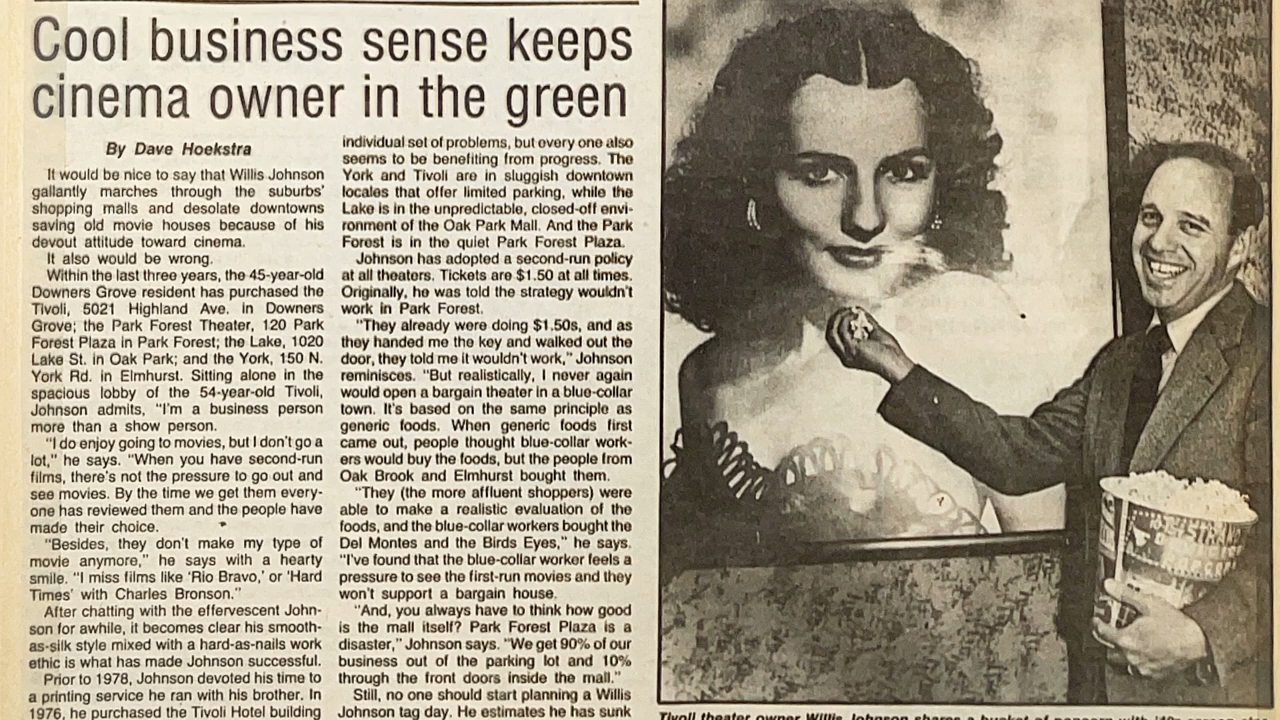 Cool business sense keeps
cinema owner in the green
By Dave Hoekstra
It would be nice to say that Willis Johnson
gallantly marches through the suburbs'
shopping malls and desolate downtowns
saving old movie houses because of his
devout attitude toward cinema.
It also would be wrong.
Within the last three years, the 45-year-old
Downers Grove resident has purchased the
Tivoli, 5021 Highland Ave. in Downers
Grove; the Park Forest Theater, 120 Park
Forest Plaza in Park Forest; the Lake, 1020
Lake St. in Oak Park; and the York, 150 N.
York Rd. in Elmhurst. Sitting alone in the
spacious lobby of the 54-year-old Tivoli,
Johnson admits, "I'm a business person
more than a show person.
"I do enjoy going to movies, but I don't go a
lot," he says. "When you have second-run
films, there's not the pressure to go out and
see movies. By the time we get them every-
one has reviewed them and the people have
made their choice.
"Besides, they don't make my type of
movie anymore," he says with a hearty
smile. "I miss films like 'Rio Bravo,' or 'Hard
Times' with Charles Bronson."
After chatting with the effervescent John-
son for awhile, it becomes clear his smooth-
as-silk style mixed with a hard-as-nails work
ethic is what has made Johnson successful.
Prior to 1978, Johnson devoted his time to
a printing service he ran with his brother. In
1976, he purchased the Tivoli Hotel building
individual set of problems, but every one also
seems to be benefiting from progress. The
York and Tivoli are in sluggish downtown
locales that offer limited parking, while the
Lake is in the unpredictable, closed-off envi-
ronment of the Oak Park Mall. And the Park
Forest is in the quiet Park Forest Plaza.
Johnson has adopted a second-run policy
at all theaters. Tickets are $1.50 at all times.
Originally, he was told the strategy wouldn't
work in Park Forest.
"They already were doing $1.50s, and as
they handed me the key and walked out the
door, they told me it wouldn't work," Johnson
reminisces. "But realistically, I never again
would open a bargain theater in a blue-collar
town. It's based on the same principle as
generic foods. When generic foods first
came out, people thought blue-collar work-
ers would buy the foods, but the people from
Oak Brook and Elmhurst bought them.
"They (the more affluent shoppers) were
able to make a realistic evaluation of the
foods, and the blue-collar workers bought the
Del Montes and the Birds Eyes," he says.
"I've found that the blue-collar worker feels a
pressure to see the first-run movies and they
won't support a bargain house.
"And, you always have to think how good
is the mall itself? Park Forest Plaza is a
disaster," Johnson says. "We get 90% of our
business out of the parking lot and 10%
through the front doors inside the mall."
Still, no one should start planning a Willis
Johnson tag day. He estimates he has sunk
Tivoli theater owner Willis Johnson shares a bucket of popcorn with '40s